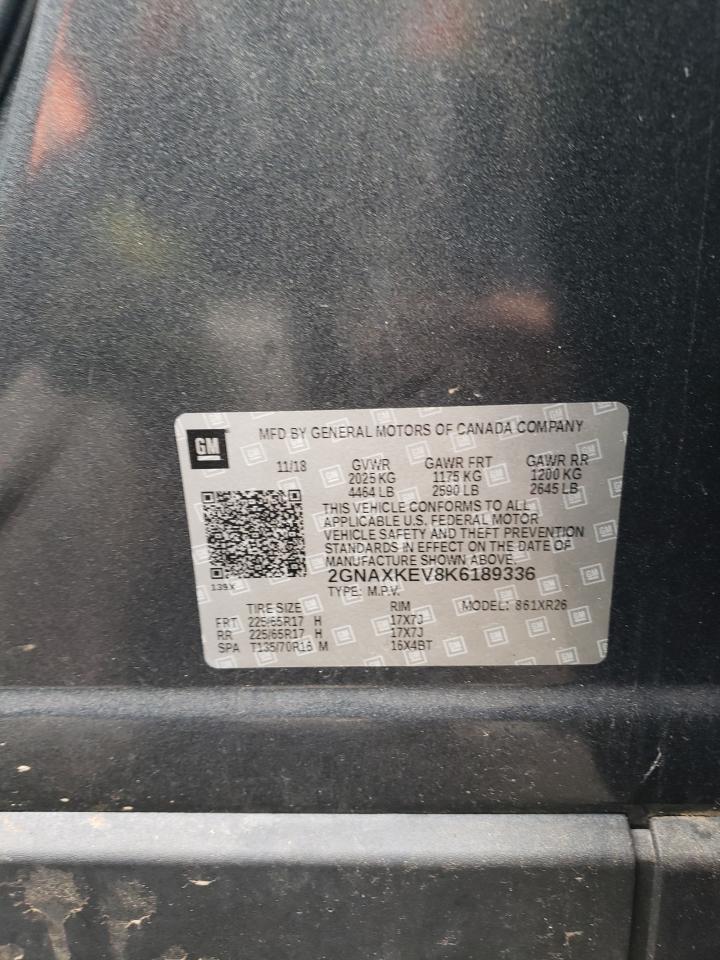 GM
MFD BY GENERAL MOTORS OF CANADA COMPANY
11/18 GVWR GAWR FRT GAWR RR
2025 KG 1175 KG 1200 KG
4464 LB 2590 LB 2645 LB
THIS VEHICLE CONFORMS TO ALL
APPLICABLE U.S. FEDERAL MOTOR
VEHICLE SAFETY AND THEFT PREVENTION
STANDARDS IN EFFECT ON THE DATE OF
MANUFACTURE SHOWN ABOVE.
2GNAXKEV8K6189336
139X
TYPE: M.P.V.
TIRE SIZE RIM MODEL: 861XR26
FRT 225/65R17 H 17X7J
RR 225/65R17 H 17X7J
SPA T135/70R16 M 16X4BT